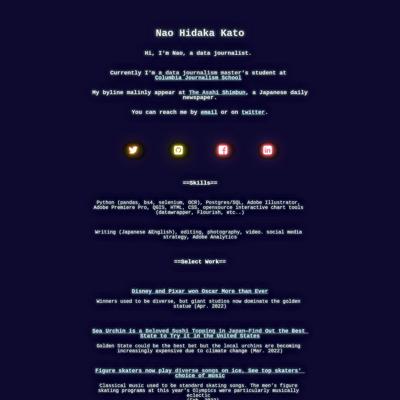 Nao Hidaka Kato
Hi, I'm Nao, a data journalist.
Currently I'm a data journalism master's student at
Columbia Journalism School
My byline malinly appear at The Asahi Shimbun, a Japanese daily
newspaper.
You can reach me by email or on twitter.
==Skills==
Python (pandas, bs4, selenium, OCR), Postgres/SQL, Adobe Illustrator,
Adobe Premiere Pro, QGIS, HTML, CSS, opensource interactive chart tools
(datawrapper, Flourish, etc..)
Writing (Japanese &English), editing, photography, video. social media
strategy, Adobe Analytics
==Select Work==
Disney and Pixar won Oscar More than Ever
Winners used to be diverse, but giant studios now dominate the golden
statue (Apr. 2022)
Sea Urchin is a Beloved Sushi Topping in Japan—Find Out the Best
State to Try it in the United States
Golden State could be the best bet but the local urchins are becoming
increasingly expensive due to climate change (Mar. 2022)
Figure skaters now play diverse songs on ice. See top skaters'
choice of music
Classical music used to be standard skating songs. The men's figure
skating programs at this year's Olympics were particularly musically
eclectic